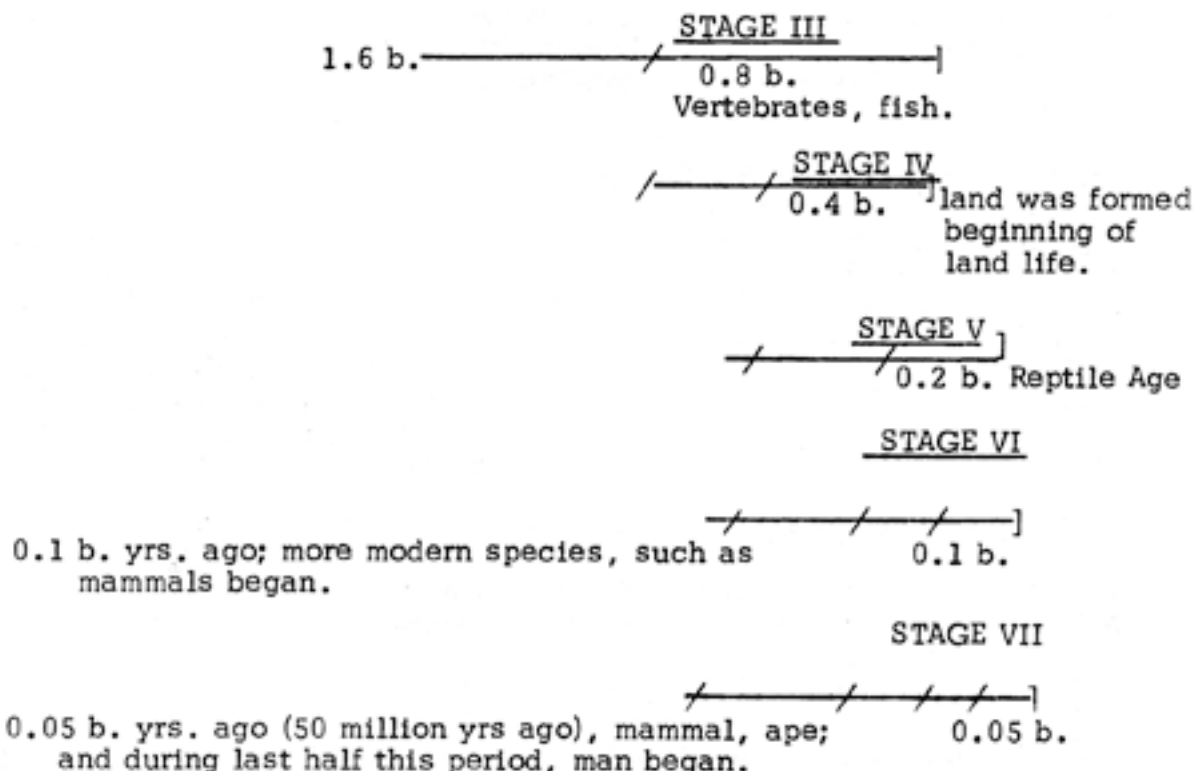 STAGE III
1.6 b.
0.8 b.
Vertebrates, fish.
STAGE IV
0.4 b.
land was formed
beginning of
land life.
STAGE V
0.2 b. Reptile Age
STAGE VI
0.1 b. yrs. ago; more modern species, such as
mammals began.
0.1 b.
STAGE VII
0.05 b. yrs. ago (50 million yrs ago), mammal, ape;
and during last half this period, man began.
0.05 b.